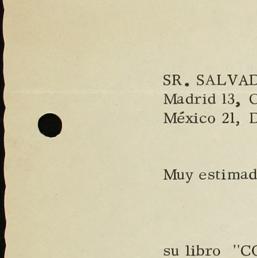 SR. SALVAD
Madrid 13, C
México 21, D
Muy estimad
su libro "CO